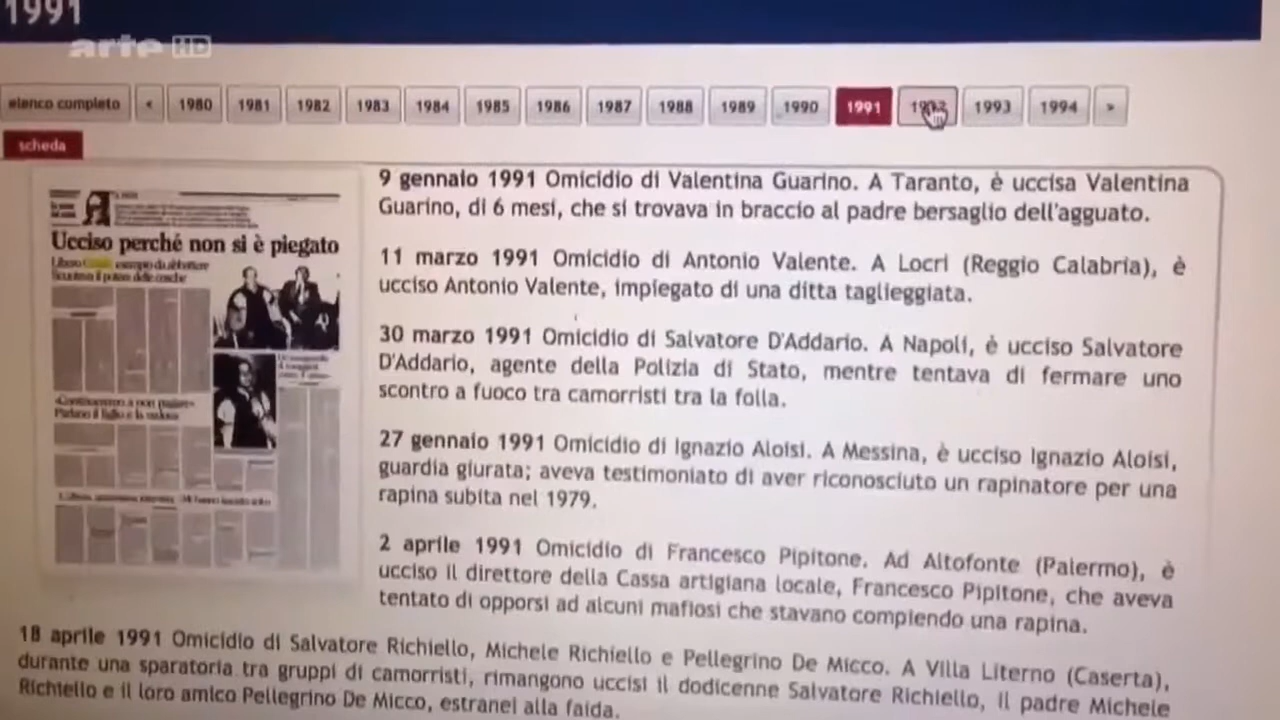 1991
arte HD
elenco completo « 1980 1981 1982 1983 1984 1985 1986 1987 1988 1989 1990 1991 1992 1993 1994 »
scheda
Ucciso perché non si è piegato
9 gennaio 1991 Omicidio di Valentina Guarino. A Taranto, è uccisa Valentina
Guarino, di 6 mesi, che si trovava in braccio al padre bersaglio dell'agguato.
11 marzo 1991 Omicidio di Antonio Valente. A Locri (Reggio Calabria), è
ucciso Antonio Valente, impiegato di una ditta taglieggiata.
30 marzo 1991 Omicidio di Salvatore D'Addario. A Napoli, è ucciso Salvatore
D'Addario, agente della Polizia di Stato, mentre tentava di fermare uno
scontro a fuoco tra camorristi tra la folla.
27 gennaio 1991 Omicidio di Ignazio Aloisi. A Messina, è ucciso Ignazio Aloisi,
guardia giurata; aveva testimoniato di aver riconosciuto un rapinatore per una
rapina subita nel 1979.
2 aprile 1991 Omicidio di Francesco Pipitone. Ad Altofonte (Palermo), è
ucciso il direttore della Cassa artigiana locale, Francesco Pipitone, che aveva
tentato di opporsi ad alcuni mafiosi che stavano compiendo una rapina.
18 aprile 1991 Omicidio di Salvatore Richiello, Michele Richiello e Pellegrino De Micco. A Villa Literno (Caserta),
durante una sparatoria tra gruppi di camorristi, rimangono uccisi il dodicenne Salvatore Richiello, il padre Michele
Richiello e il loro amico Pellegrino De Micco, estranei alla faida.